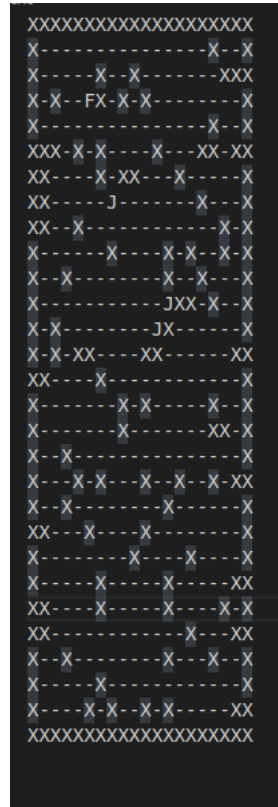 XXXXXXXXXXXXXXXXXXXX
X---------------X--X
X-----X--X-------XXX
X-X--FX-X-X--------X
X---------------X--X
XXX-X-X----X---XX-XX
XX----X-XX---X-----X
XX-----J-------X---X
XX--X------------X-X
X------X----X-X--X-X
X--X--------X--X---X
X-----------JXX-X--X
X-X--------JX------X
X-X-XX----XX------XX
XX----X------------X
X-------X-X-----X--X
X-------X-------XX-X
X--X---------------X
X---X-X---X--X--X-XX
X--X--------X------X
XX---X----X--------X
X--------X----X----X
X-----X-----X-----XX
XX----X-----X----X-X
XX------------X---XX
X--X--------X---X--X
X-----X------------X
X----X-X--X-X-----XX
XXXXXXXXXXXXXXXXXXXX